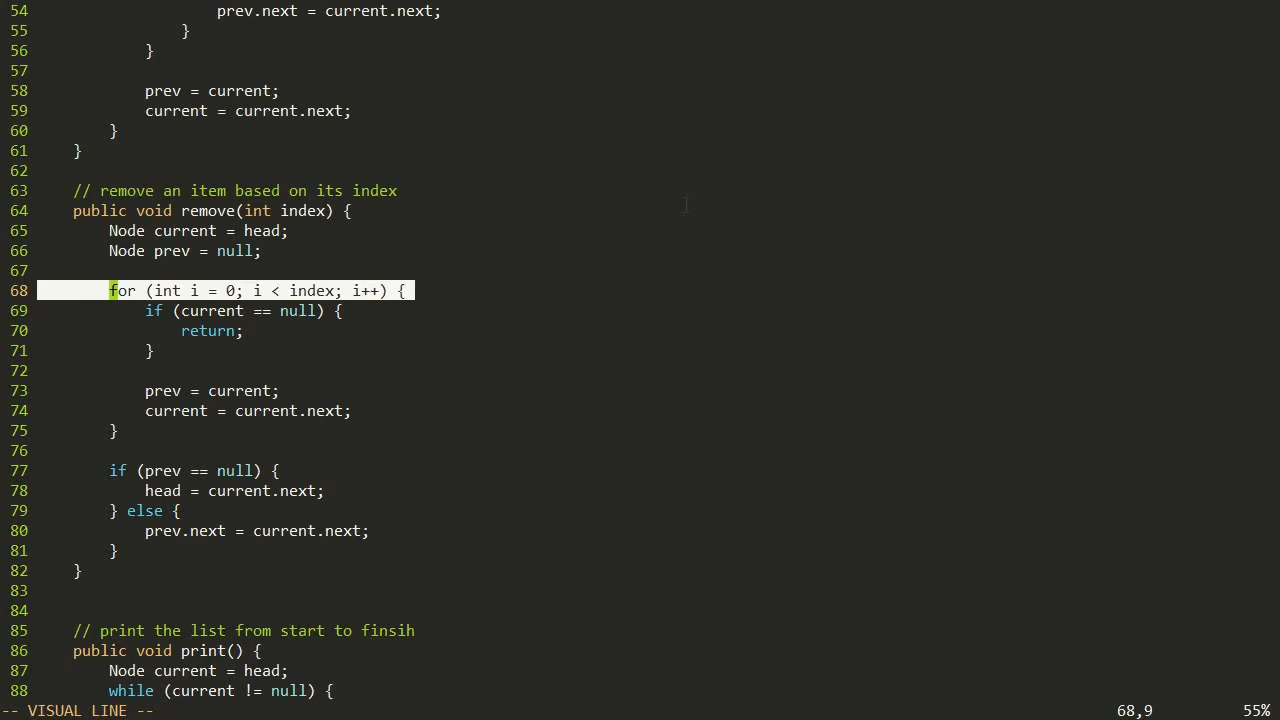 54                     prev.next = current.next;
55                 }
56             }
57
58             prev = current;
59             current = current.next;
60         }
61     }
62
63     // remove an item based on its index
64     public void remove(int index) {
65         Node current = head;
66         Node prev = null;
67
68         for (int i = 0; i < index; i++) {
69             if (current == null) {
70                 return;
71             }
72
73             prev = current;
74             current = current.next;
75         }
76
77         if (prev == null) {
78             head = current.next;
79         } else {
80             prev.next = current.next;
81         }
82     }
83
84
85     // print the list from start to finsih
86     public void print() {
87         Node current = head;
88         while (current != null) {
-- VISUAL LINE -- 68,9 55%